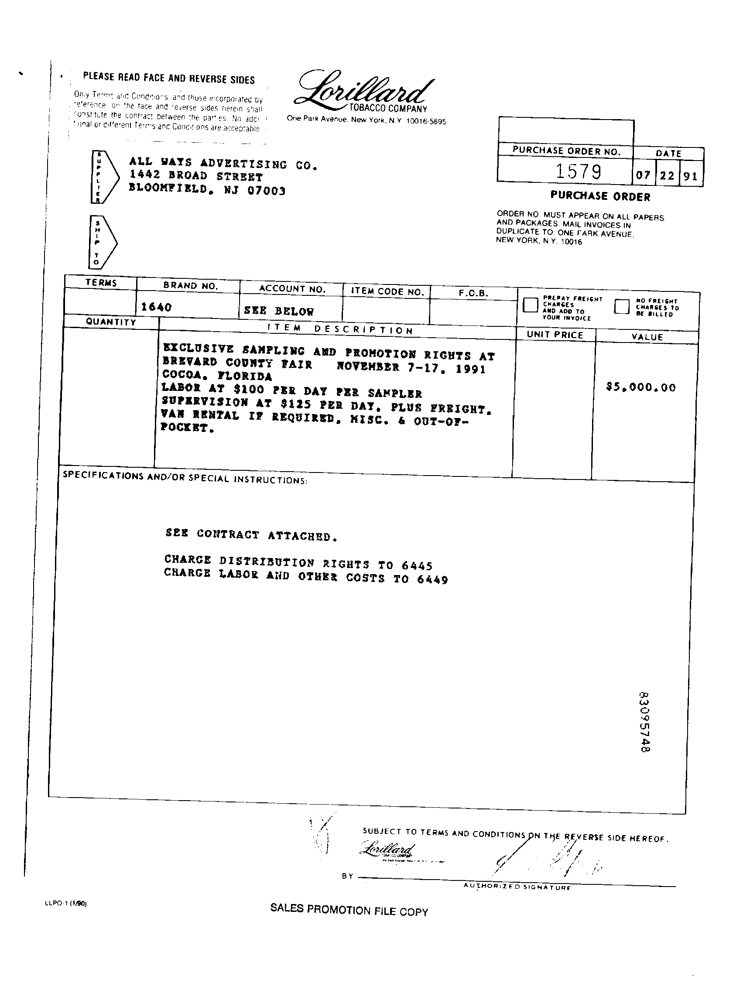 PLEASE READ FACE AND REVERSE SIDES
Only Terms and Conditions, and those incorporated by
reference, on the face and reverse sides herein shall
constitute the contract between the parties. No addi-
tional or different Terms and Conditions are acceptable.
Lorillard
TOBACCO COMPANY
One Park Avenue, New York, N.Y. 10016-5895
SUPPLIER
ALL WAYS ADVERTISING CO.
1442 BROAD STREET
BLOOMFIELD, NJ 07003
PURCHASE ORDER NO. DATE
1579 07 22 91
PURCHASE ORDER
ORDER NO. MUST APPEAR ON ALL PAPERS
AND PACKAGES. MAIL INVOICES IN
DUPLICATE TO: ONE PARK AVENUE,
NEW YORK, N.Y. 10016
SHIP TO
TERMS BRAND NO. ACCOUNT NO. ITEM CODE NO. F.O.B.
PREPAY FREIGHT
CHARGES
AND ADD TO
YOUR INVOICE
NO FREIGHT
CHARGES TO
BE BILLED
1640 SEE BELOW
QUANTITY ITEM DESCRIPTION UNIT PRICE VALUE
EXCLUSIVE SAMPLING AND PROMOTION RIGHTS AT
BREVARD COUNTY FAIR NOVEMBER 7-17, 1991
COCOA, FLORIDA $5,000.00
LABOR AT $100 PER DAY PER SAMPLER
SUPERVISION AT $125 PER DAY, PLUS FREIGHT,
VAN RENTAL IF REQUIRED, MISC. & OUT-OF-
POCKET.
SPECIFICATIONS AND/OR SPECIAL INSTRUCTIONS:
SEE CONTRACT ATTACHED.
CHARGE DISTRIBUTION RIGHTS TO 6445
CHARGE LABOR AND OTHER COSTS TO 6449
83095748
SUBJECT TO TERMS AND CONDITIONS ON THE REVERSE SIDE HEREOF.
Lorillard
BY
AUTHORIZED SIGNATURE
LLPO 1 (1/90)
SALES PROMOTION FILE COPY